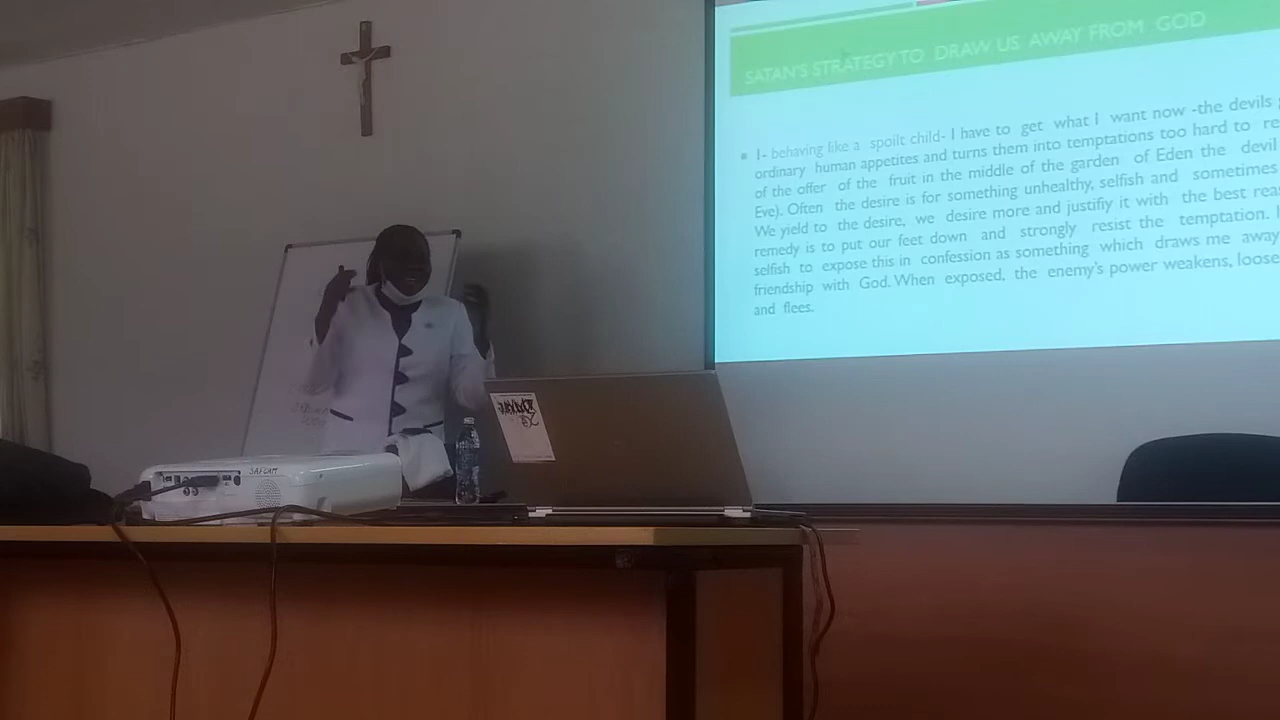 SATAN'S STRATEGY TO DRAW US AWAY FROM GOD
1- behaving like a spoilt child- I have to get what I want now -the devils
ordinary human appetites and turns them into temptations too hard to
of the offer of the fruit in the middle of the garden of Eden the devil
Eve). Often the desire is for something unhealthy, selfish and sometimes
We yield to the desire, we desire more and justifiy it with the best
remedy is to put our feet down and strongly resist the temptation.
selfish to expose this in confession as something which draws me away
friendship with God. When exposed, the enemy's power weakens,
and flees.
SAFCAM